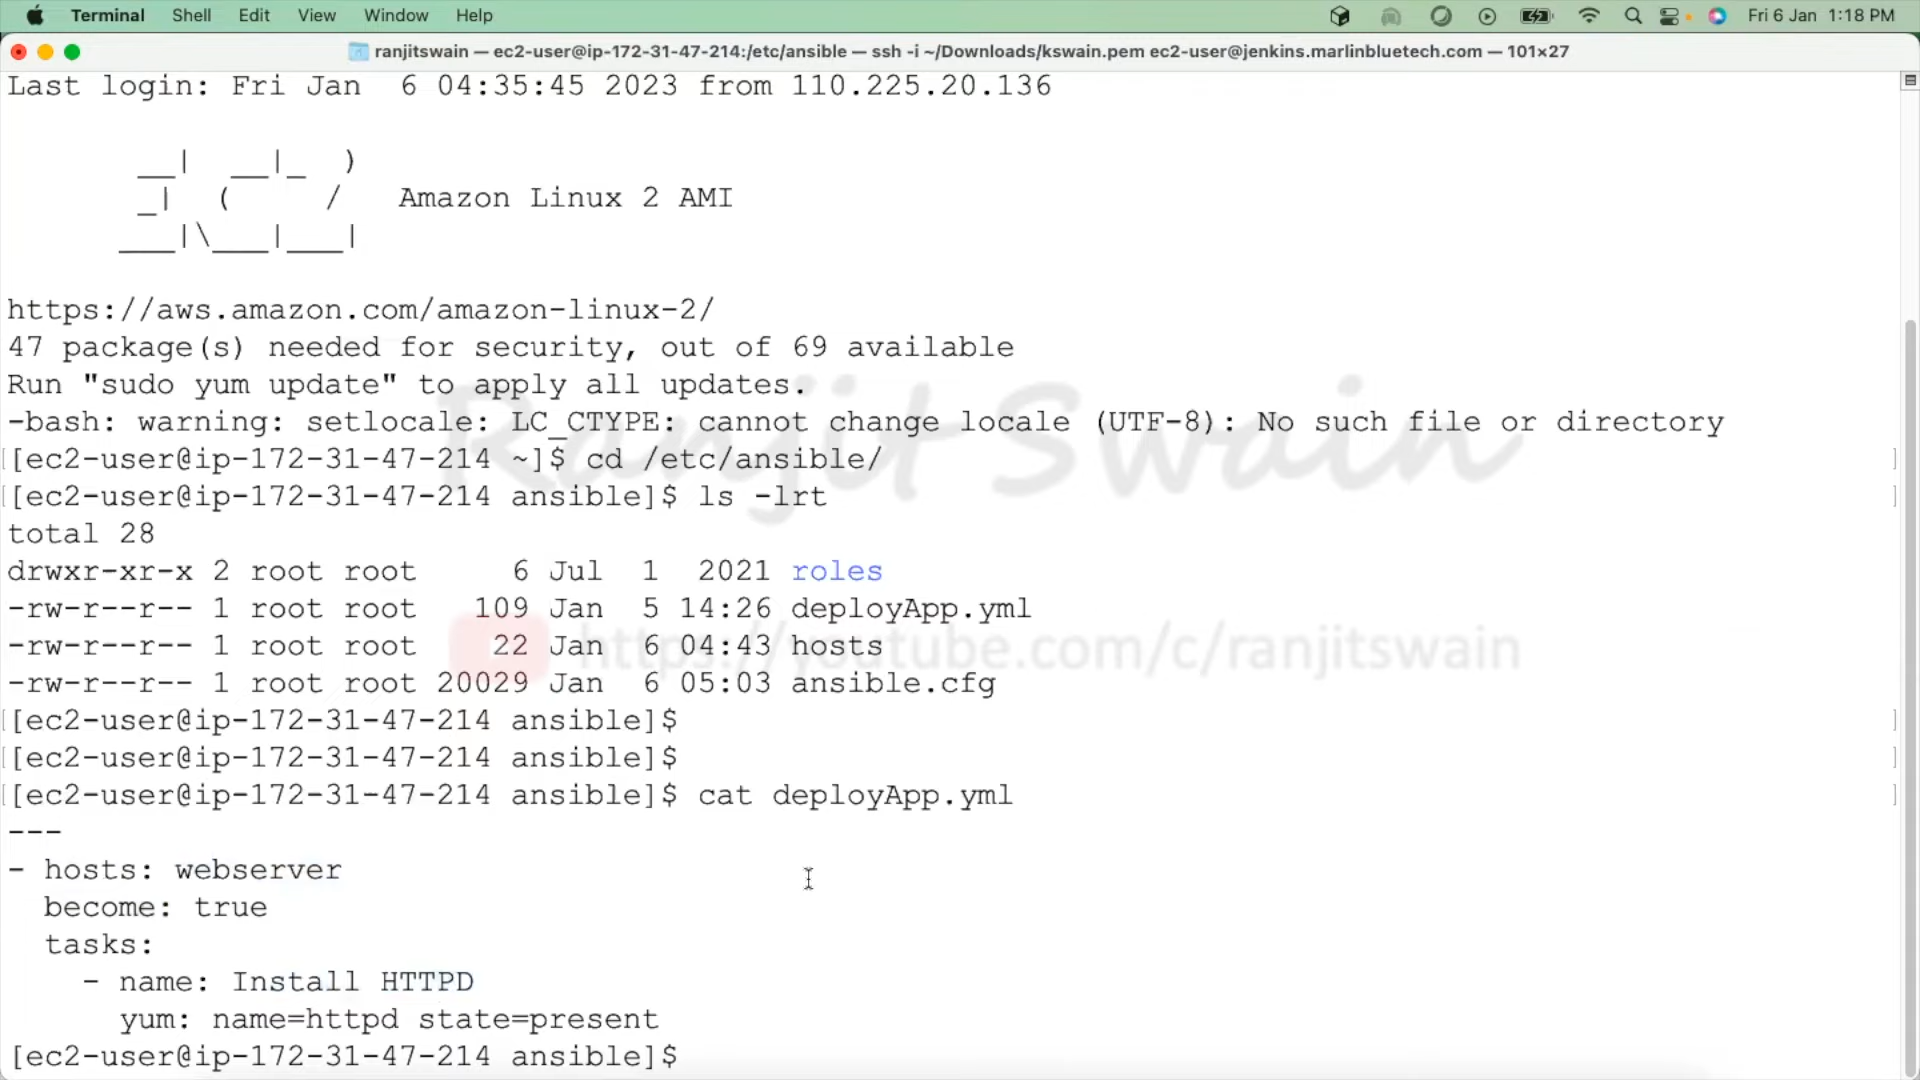 Terminal Shell Edit View Window Help Fri 6 Jan 1:18 PM
ranjitswain — ec2-user@ip-172-31-47-214:/etc/ansible — ssh -i ~/Downloads/kswain.pem ec2-user@jenkins.marlinbluetech.com — 101×27
Last login: Fri Jan  6 04:35:45 2023 from 110.225.20.136
       __|  __|_  )
       _|  (     /   Amazon Linux 2 AMI
      ___|\___|___|
https://aws.amazon.com/amazon-linux-2/
47 package(s) needed for security, out of 69 available
Run "sudo yum update" to apply all updates.
-bash: warning: setlocale: LC_CTYPE: cannot change locale (UTF-8): No such file or directory
[[ec2-user@ip-172-31-47-214 ~]$ cd /etc/ansible/ ]
[[ec2-user@ip-172-31-47-214 ansible]$ ls -lrt ]
total 28
drwxr-xr-x 2 root root     6 Jul  1  2021 roles
-rw-r--r-- 1 root root   109 Jan  5 14:26 deployApp.yml
-rw-r--r-- 1 root root    22 Jan  6 04:43 hosts
-rw-r--r-- 1 root root 20029 Jan  6 05:03 ansible.cfg
[[ec2-user@ip-172-31-47-214 ansible]$ ]
[[ec2-user@ip-172-31-47-214 ansible]$ ]
[[ec2-user@ip-172-31-47-214 ansible]$ cat deployApp.yml ]
---
- hosts: webserver
  become: true
  tasks:
    - name: Install HTTPD
      yum: name=httpd state=present
[ec2-user@ip-172-31-47-214 ansible]$
Ranjit Swain
https://youtube.com/c/ranjitswain